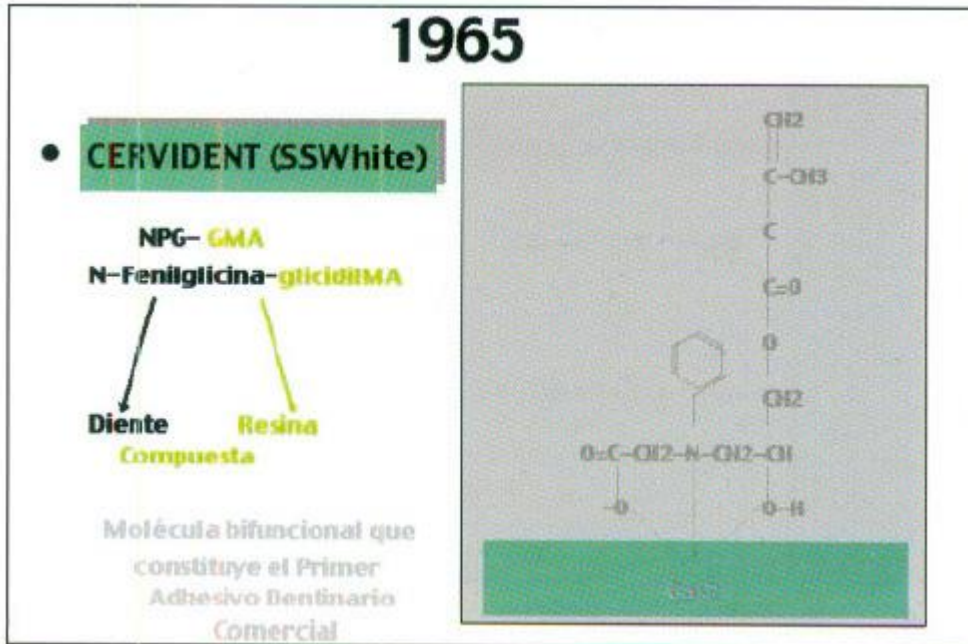 1965
• CERVIDENT (SSWhite)
NPG- GMA
N-Fenilglicina-glicidilMA
Diente Resina
Compuesta
Molécula bifuncional que
constituye el Primer
Adhesivo Dentinario
Comercial
CH2
C-CH3
C
C=O
O
CH2
O=C-CH2-N-CH2-CH
-O O-H